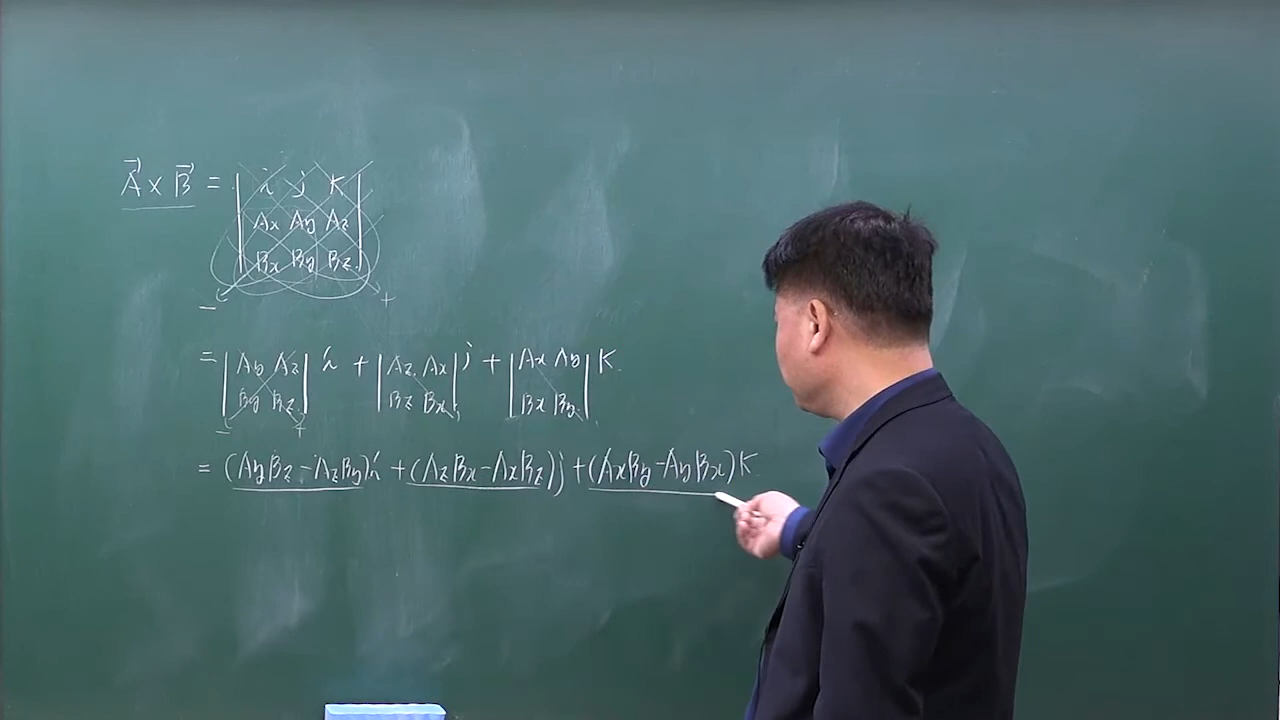 A⃗ × B⃗ = | i j k |
| Ax Ay Az |
| Bx By Bz |
− +
= | Ay Az | i + | Az Ax | j + | Ax Ay | k
| By Bz | | Bz Bx | | Bx By |
− +
= (AyBz − AzBy)i + (AzBx − AxBz)j + (AxBy − AyBx)k